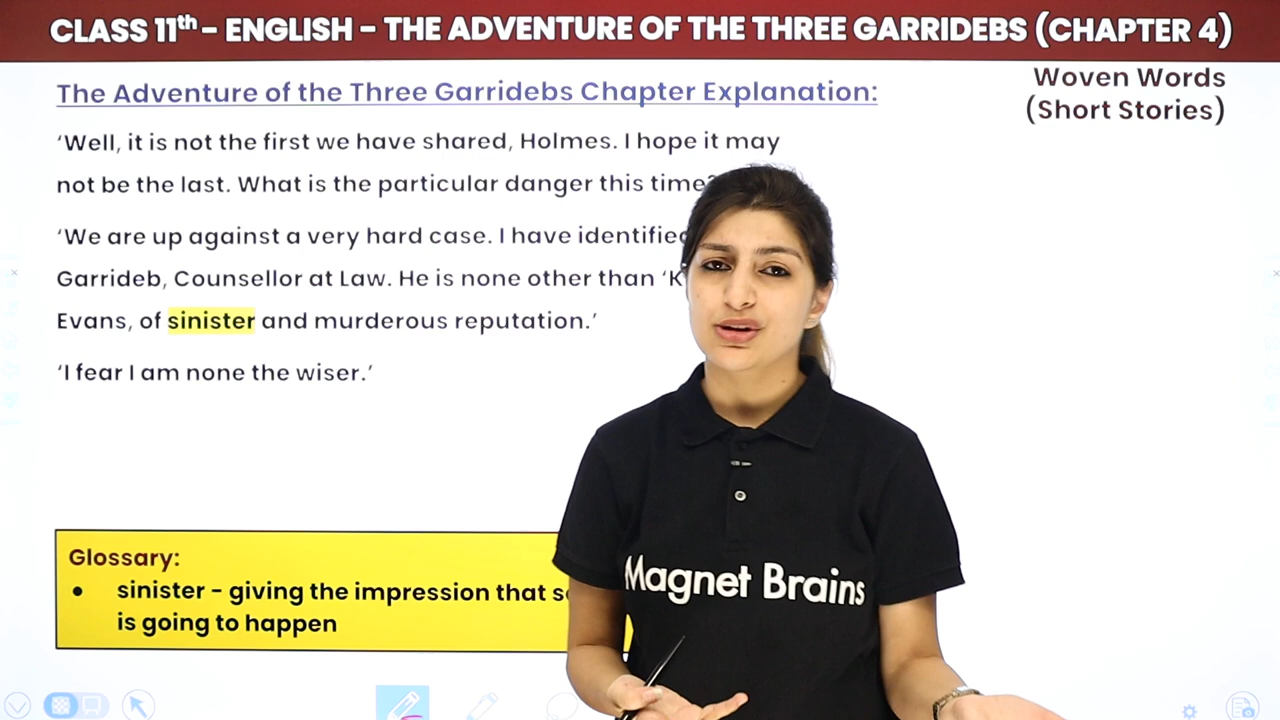 CLASS 11th - ENGLISH - THE ADVENTURE OF THE THREE GARRIDEBS (CHAPTER 4)
The Adventure of the Three Garridebs Chapter Explanation:
Woven Words
(Short Stories)
‘Well, it is not the first we have shared, Holmes. I hope it may
not be the last. What is the particular danger this time?
‘We are up against a very hard case. I have identified
Garrideb, Counsellor at Law. He is none other than
Evans, of sinister and murderous reputation.’
‘I fear I am none the wiser.’
Glossary:
• sinister - giving the impression that
is going to happen
Magnet Brains